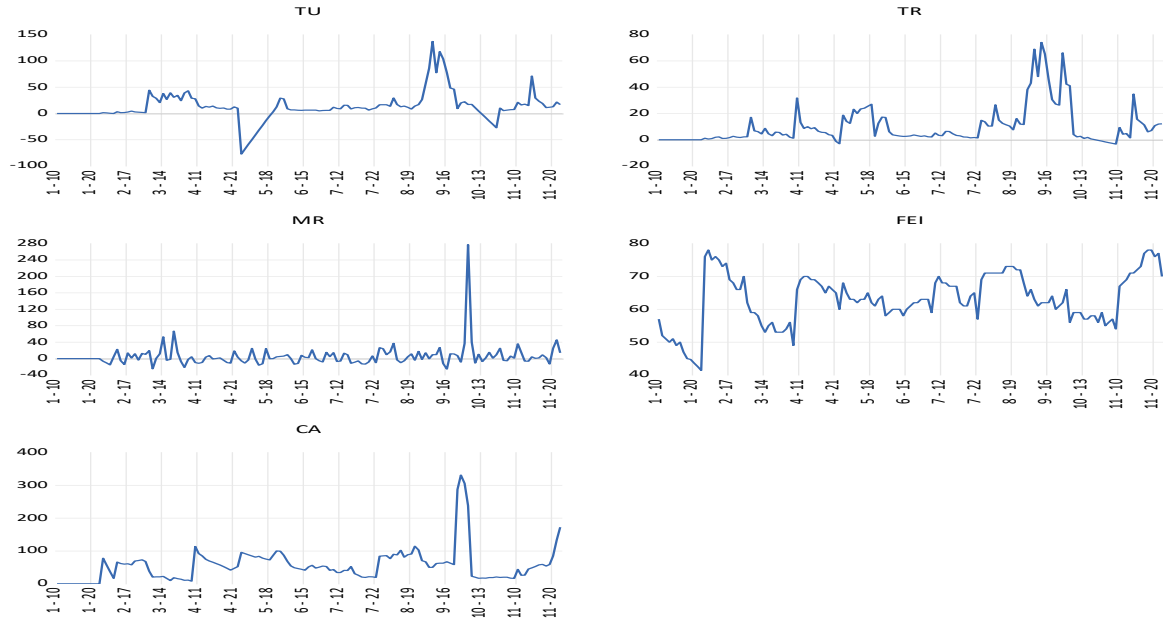 TU
150
100
50
0
-50
-100
1 - 10
1 - 20
2 - 17
3 - 14
4 - 11
4 - 21
5 - 18
6 - 15
7 - 12
7 - 22
8 - 19
9 - 16
10 - 13
11 - 10
11 - 20
TR
80
60
40
20
0
-20
1 - 10
1 - 20
2 - 17
3 - 14
4 - 11
4 - 21
5 - 18
6 - 15
7 - 12
7 - 22
8 - 19
9 - 16
10 - 13
11 - 10
11 - 20
MR
280
240
200
160
120
80
40
0
-40
1 - 10
1 - 20
2 - 17
3 - 14
4 - 11
4 - 21
5 - 18
6 - 15
7 - 12
7 - 22
8 - 19
9 - 16
10 - 13
11 - 10
11 - 20
FEI
80
70
60
50
40
1 - 10
1 - 20
2 - 17
3 - 14
4 - 11
4 - 21
5 - 18
6 - 15
7 - 12
7 - 22
8 - 19
9 - 16
10 - 13
11 - 10
11 - 20
CA
400
300
200
100
0
1 - 10
1 - 20
2 - 17
3 - 14
4 - 11
4 - 21
5 - 18
6 - 15
7 - 12
7 - 22
8 - 19
9 - 16
10 - 13
11 - 10
11 - 20